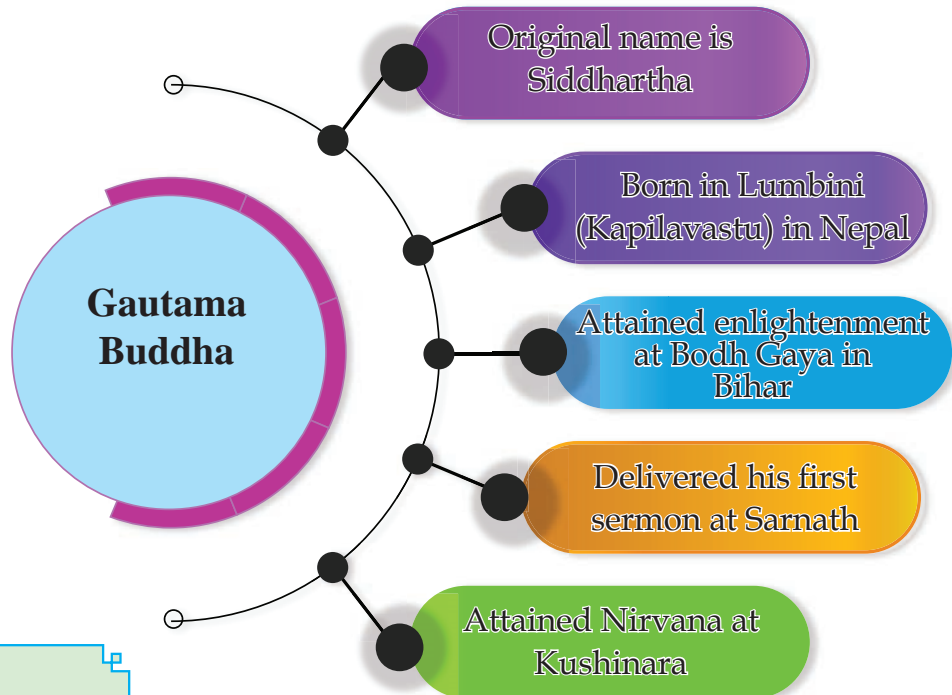 Gautama
Buddha
Original name is
Siddhartha
Born in Lumbini
(Kapilavastu) in Nepal
Attained enlightenment
at Bodh Gaya in
Bihar
Delivered his first
sermon at Sarnath
Attained Nirvana at
Kushinara